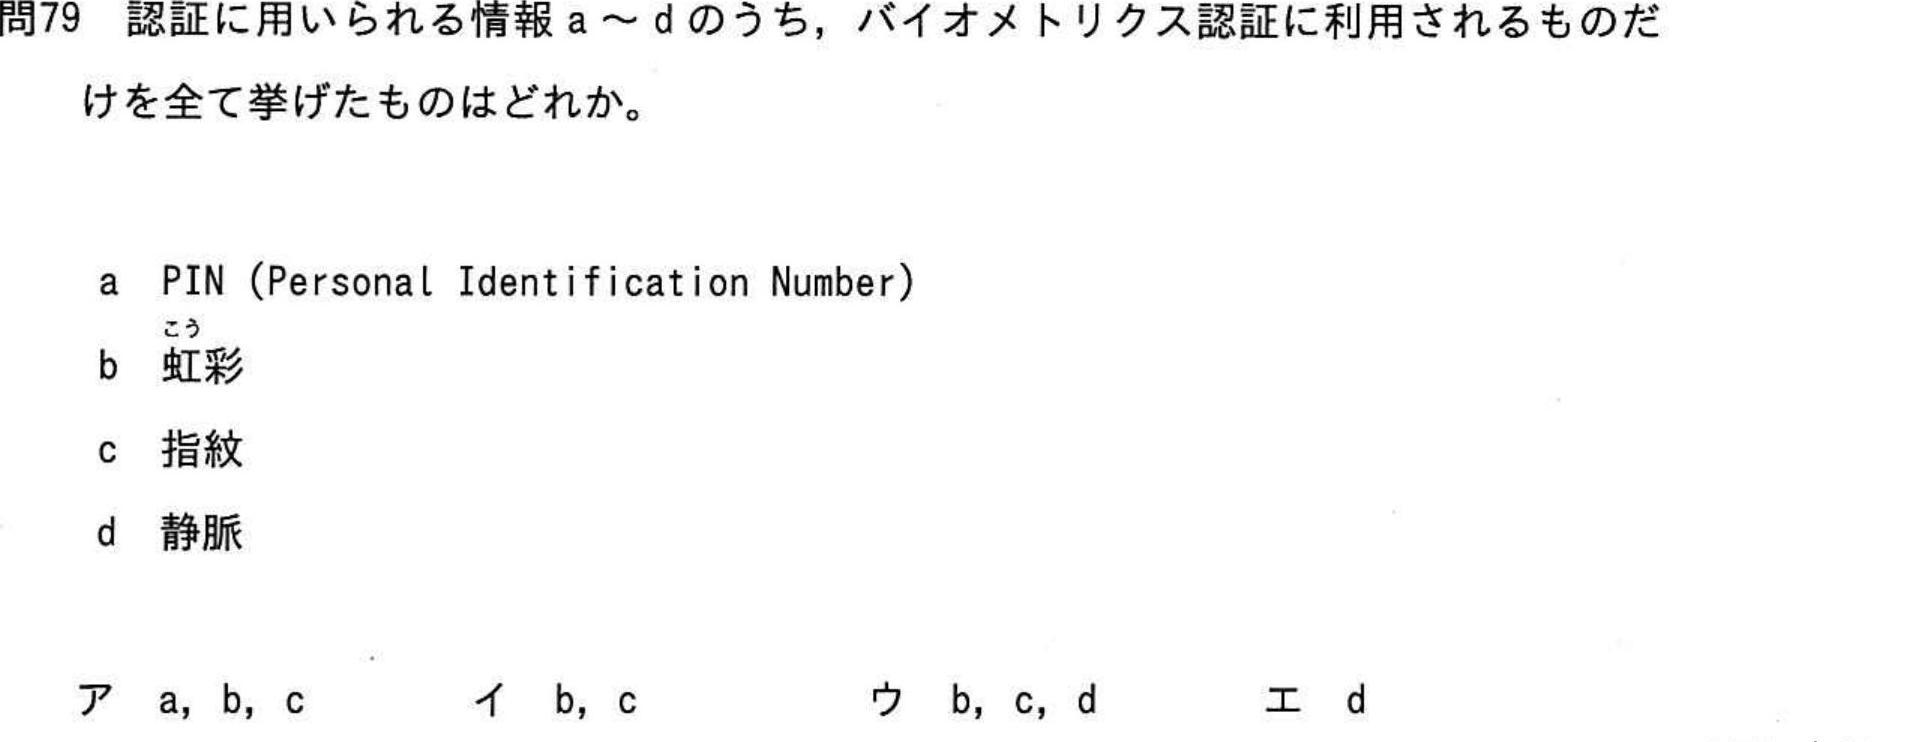 問79 認証に用いられる情報 a ～ d のうち，バイオメトリクス認証に利用されるものだ
けを全て挙げたものはどれか。
a PIN (Personal Identification Number)
こう
b 虹彩
c 指紋
d 静脈
ア a, b, c イ b, c ウ b, c, d エ d